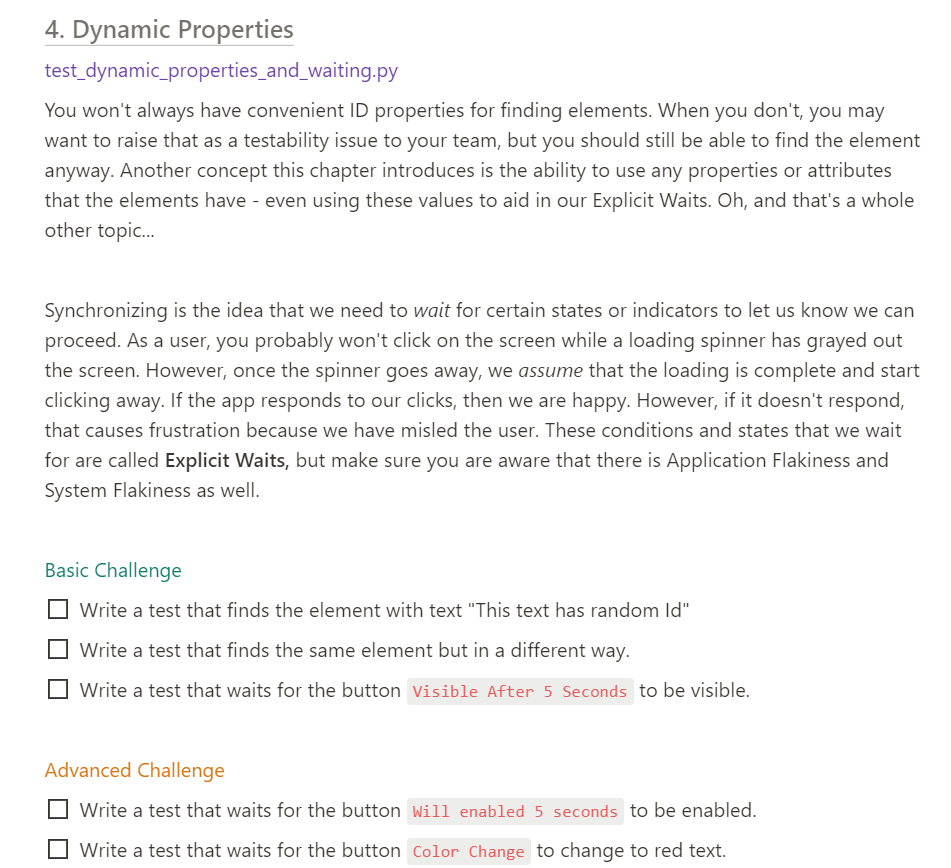 4. Dynamic Properties
test_dynamic_properties_and_waiting.py
You won't always have convenient ID properties for finding elements. When you don't, you may
want to raise that as a testability issue to your team, but you should still be able to find the element
anyway. Another concept this chapter introduces is the ability to use any properties or attributes
that the elements have - even using these values to aid in our Explicit Waits. Oh, and that's a whole
other topic...
Synchronizing is the idea that we need to wait for certain states or indicators to let us know we can
proceed. As a user, you probably won't click on the screen while a loading spinner has grayed out
the screen. However, once the spinner goes away, we assume that the loading is complete and start
clicking away. If the app responds to our clicks, then we are happy. However, if it doesn't respond,
that causes frustration because we have misled the user. These conditions and states that we wait
for are called Explicit Waits, but make sure you are aware that there is Application Flakiness and
System Flakiness as well.
Basic Challenge
Write a test that finds the element with text "This text has random Id"
Write a test that finds the same element but in a different way.
Write a test that waits for the button Visible After 5 Seconds to be visible.
Advanced Challenge
Write a test that waits for the button Will enabled 5 seconds to be enabled.
Write a test that waits for the button Color Change to change to red text.